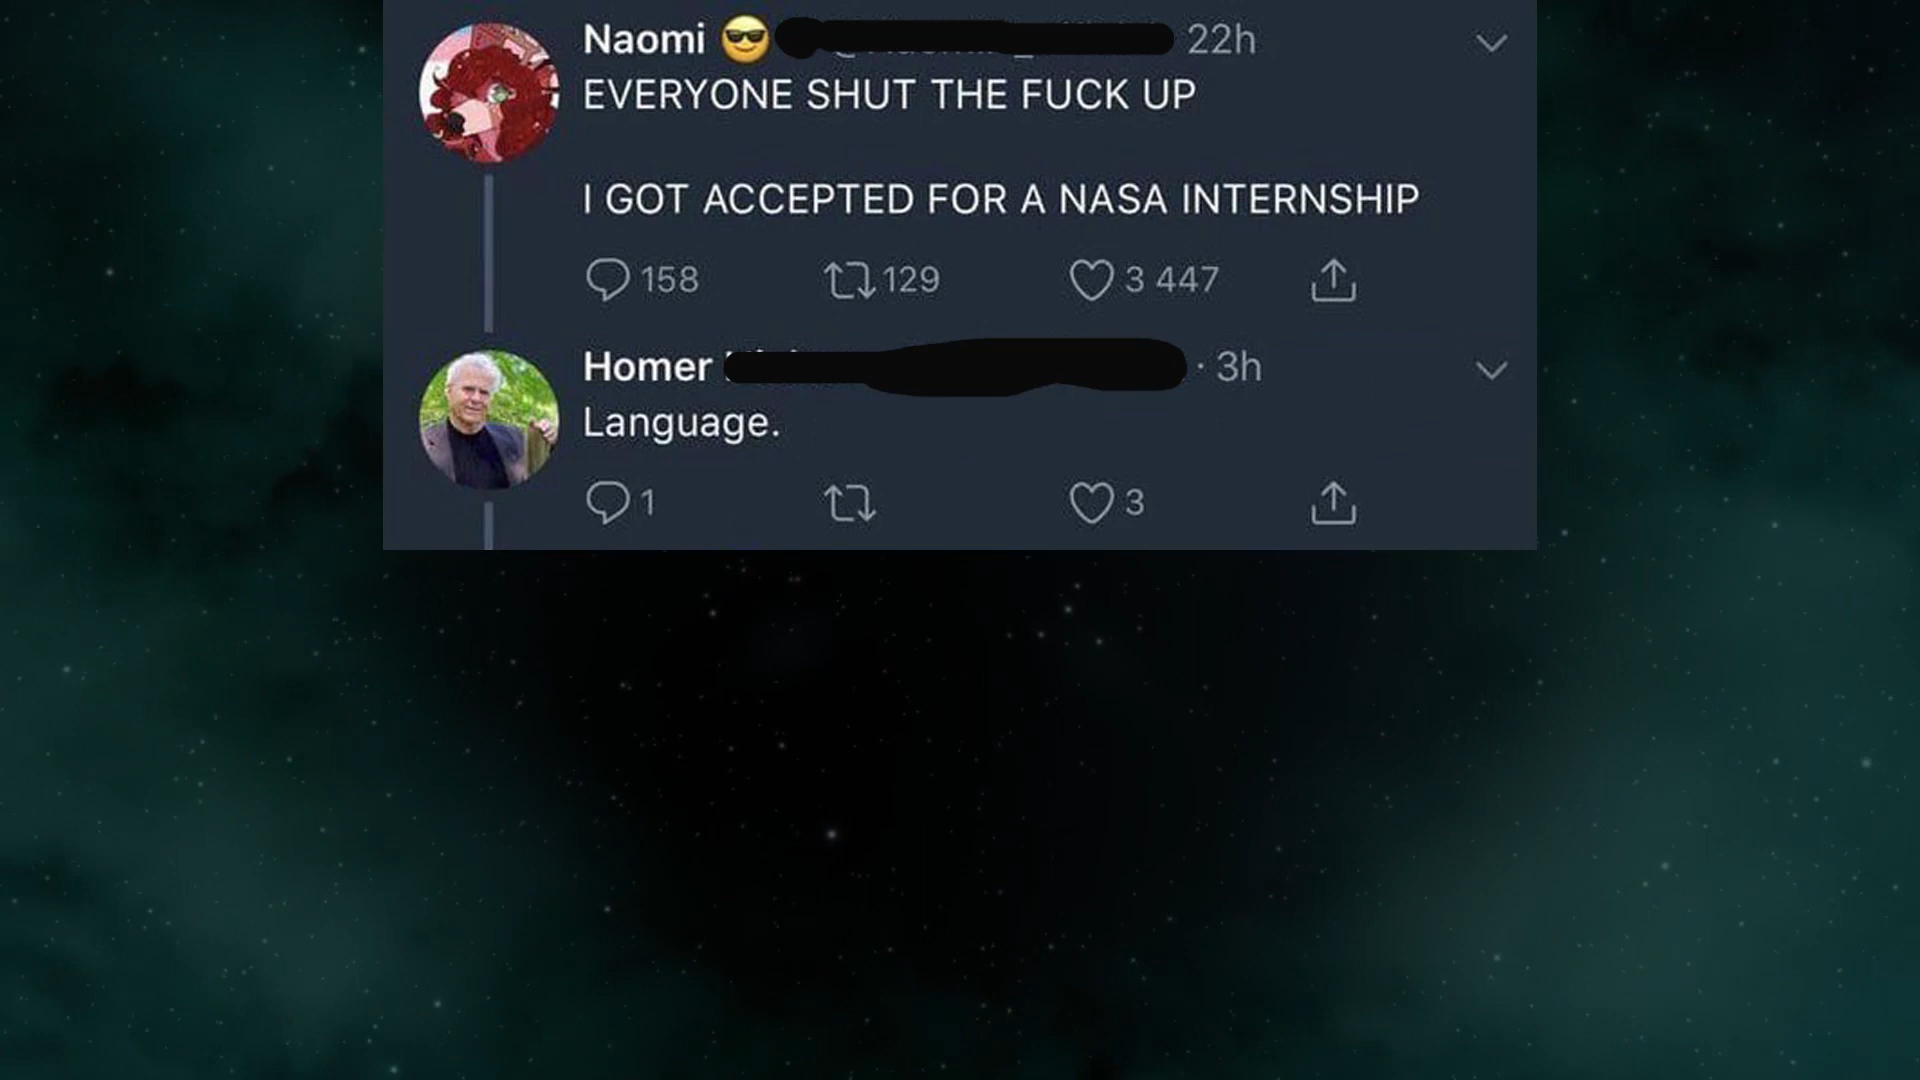 Naomi 😎 22h
EVERYONE SHUT THE FUCK UP
I GOT ACCEPTED FOR A NASA INTERNSHIP
158 129 3 447
Homer · 3h
Language.
1 3